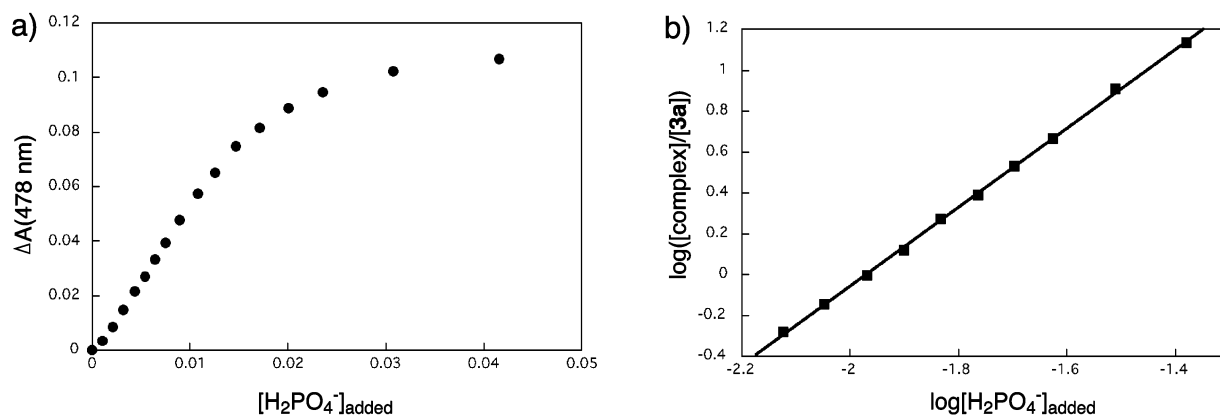 a)
ΔA(478 nm)
0.12
0.1
0.08
0.06
0.04
0.02
0
0 0.01 0.02 0.03 0.04 0.05
[H₂PO₄⁻]added
b)
log([complex]/[3a])
1.2
1
0.8
0.6
0.4
0.2
0
-0.2
-0.4
-2.2 -2 -1.8 -1.6 -1.4
log[H₂PO₄⁻]added